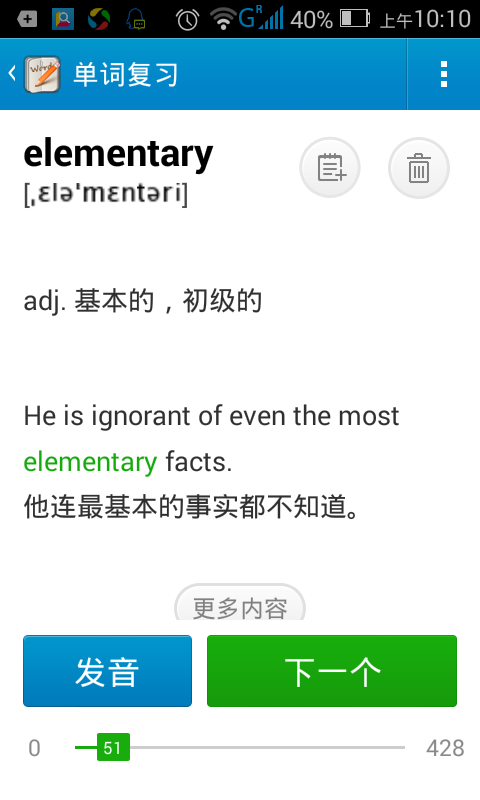 40% 上午10:10
单词复习
elementary
[ˌɛləˈmɛntəri]
adj. 基本的，初级的
He is ignorant of even the most
elementary facts.
他连最基本的事实都不知道。
更多内容
发音 下一个
0 51 428